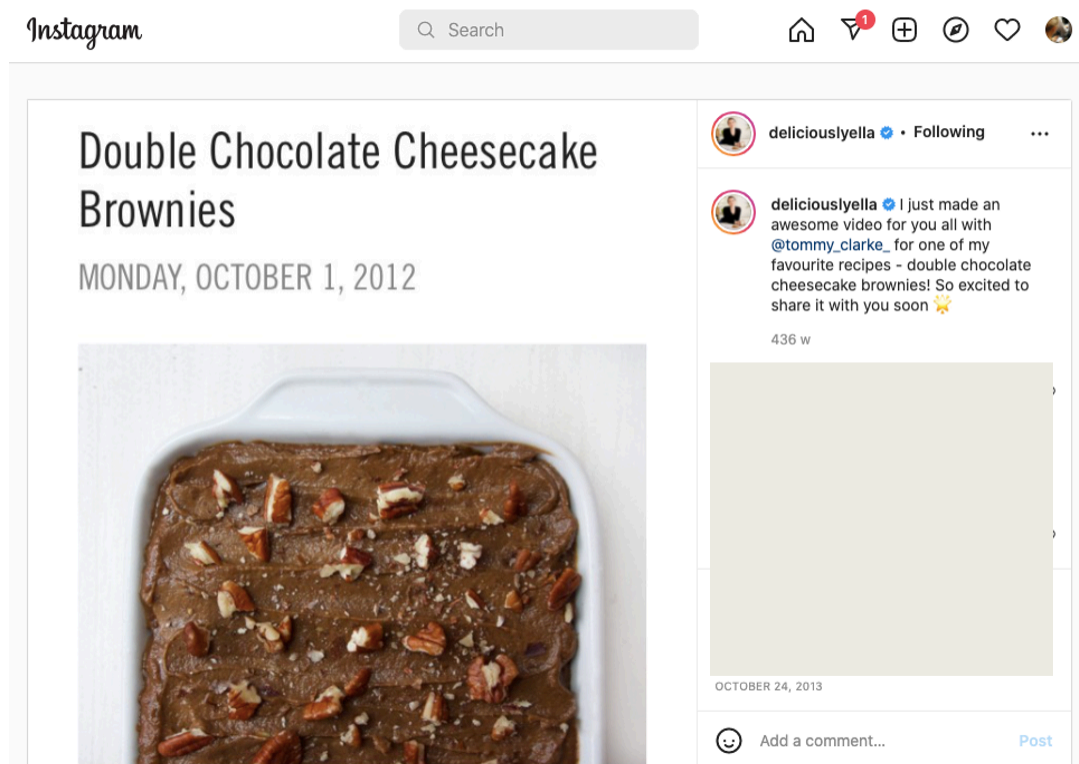 Instagram
Search
1
Double Chocolate Cheesecake
Brownies
MONDAY, OCTOBER 1, 2012
deliciouslyella • Following
deliciouslyella I just made an
awesome video for you all with
@tommy_clarke_ for one of my
favourite recipes - double chocolate
cheesecake brownies! So excited to
share it with you soon 🌟
436 w
OCTOBER 24, 2013
Add a comment...
Post